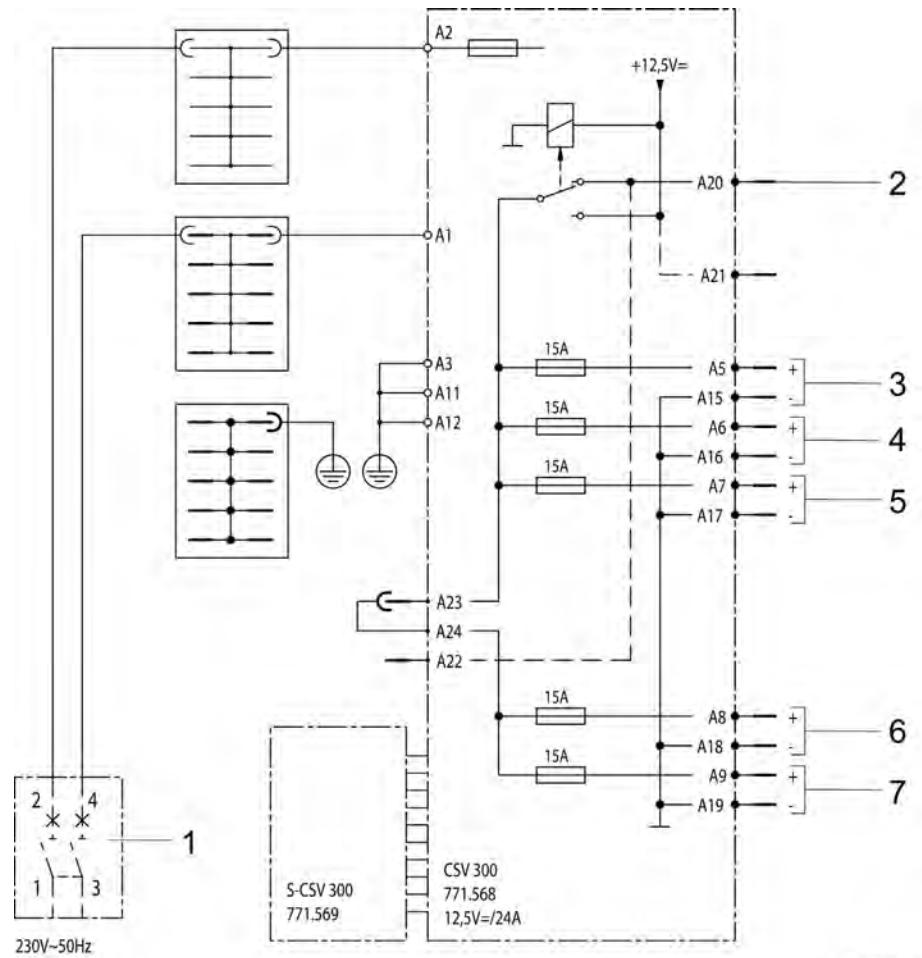 A2
+12,5V=
A20
2
A1
A21
15A
A3
A5
+
3
A11
A15
-
15A
A12
A6
+
4
A16
-
15A
A7
+
5
A17
-
A23
A24
A22
15A
A8
+
6
A18
-
15A
A9
+
7
A19
-
2 4
1
1 3
S-CSV 300
771.569
CSV 300
771.568
12,5V=/24A
230V~50Hz